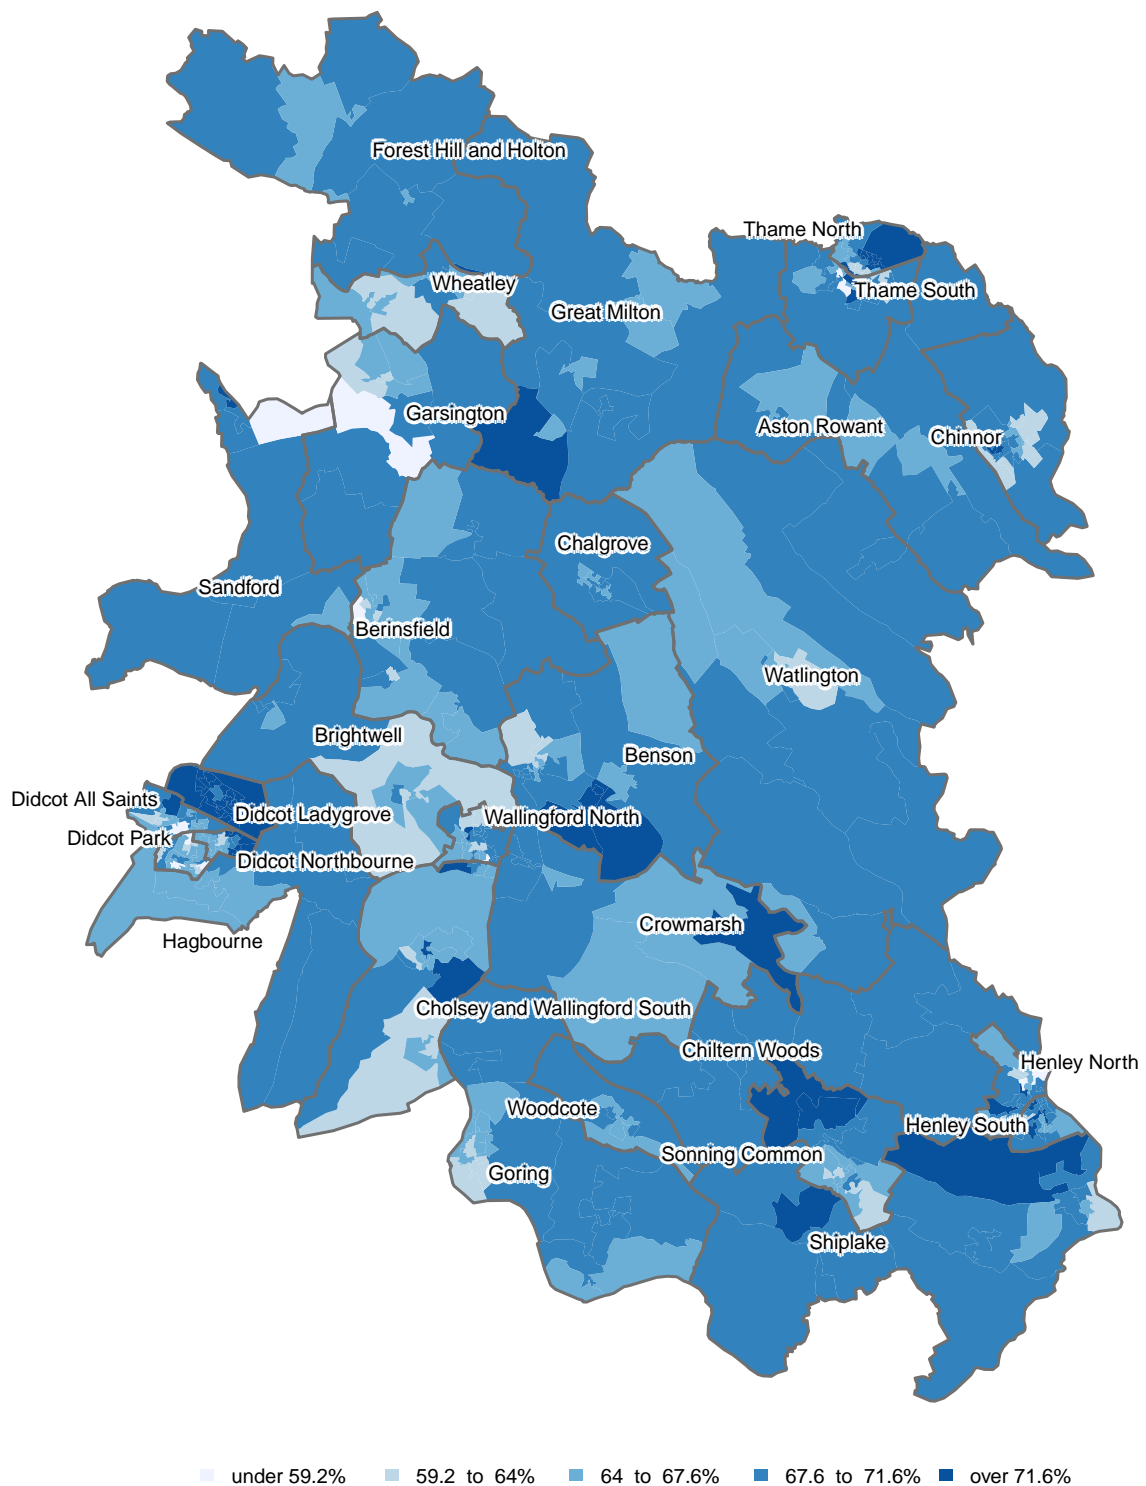 Forest Hill and Holton
Thame North
Wheatley
Thame South
Great Milton
Garsington
Aston Rowant
Chinnor
Chalgrove
Sandford
Berinsfield
Watlington
Brightwell
Benson
Didcot All Saints
Didcot Ladygrove
Wallingford North
Didcot Park
Didcot Northbourne
Crowmarsh
Hagbourne
Cholsey and Wallingford South
Chiltern Woods
Henley North
Woodcote
Henley South
Sonning Common
Goring
Shiplake
under 59.2% 59.2 to 64% 64 to 67.6% 67.6 to 71.6% over 71.6%